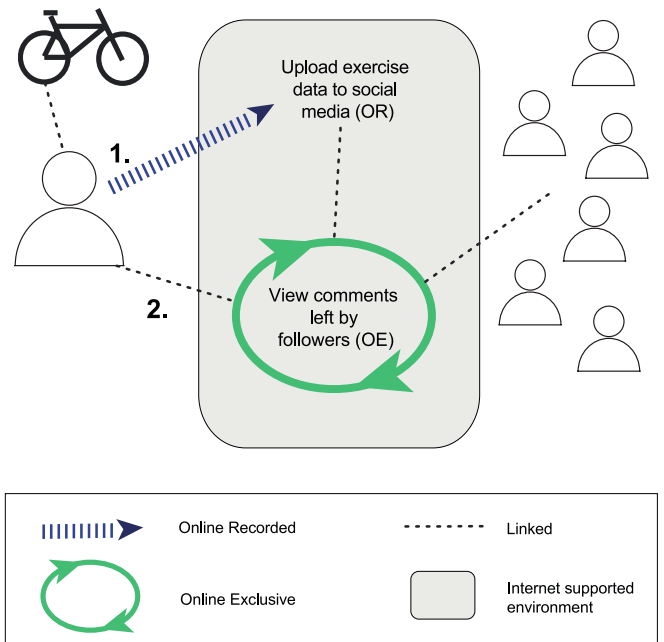 Upload exercise
data to social
media (OR)
1.
View comments
left by
followers (OE)
2.
Online Recorded
Linked
Online Exclusive
Internet supported
environment